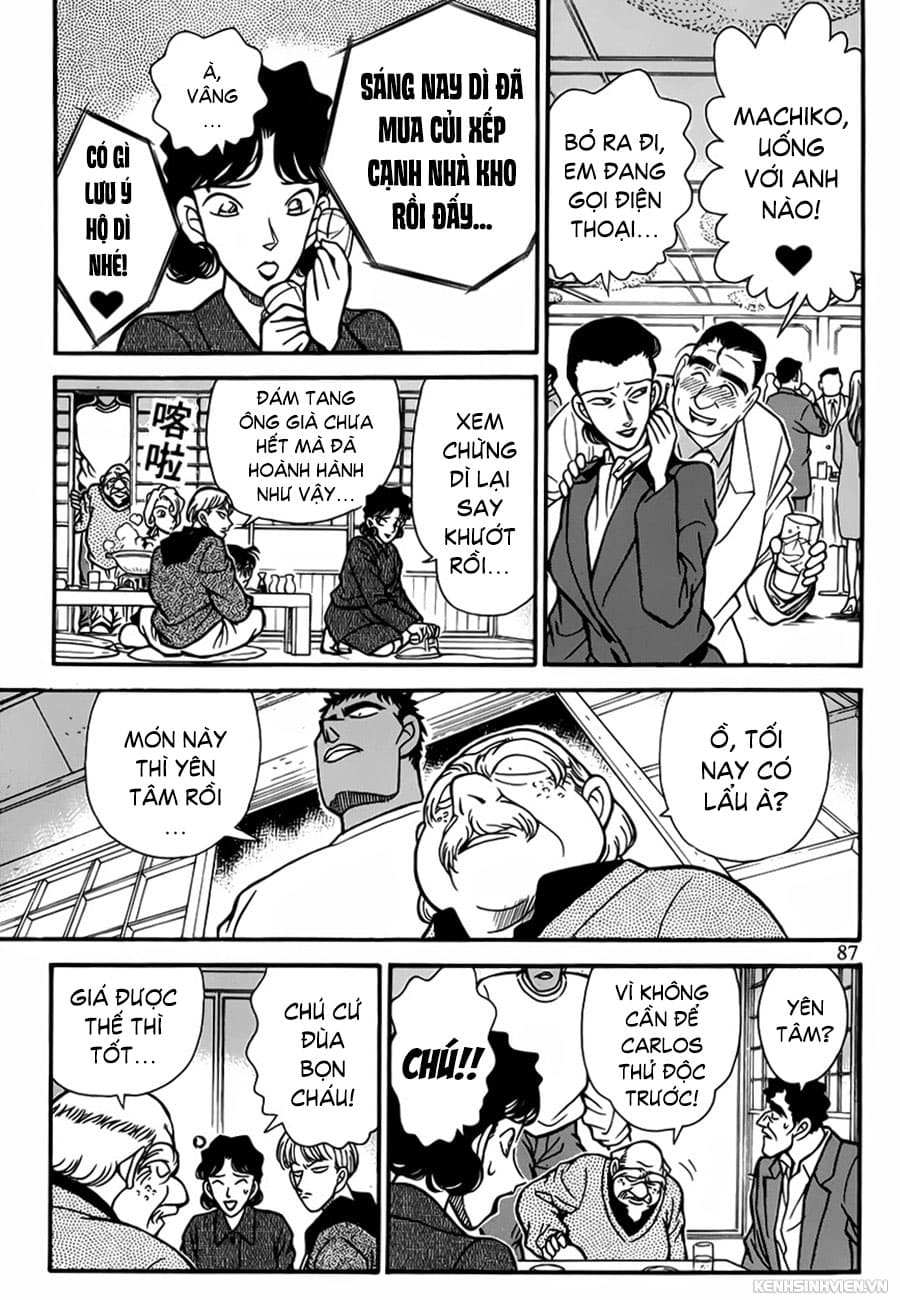 MACHIKO,
UỐNG
VỚI ANH
NÀO!
BỎ RA ĐI,
EM ĐANG
GỌI ĐIỆN
THOẠI...
SÁNG NAY DÌ ĐÃ
MUA CỦI XẾP
CẠNH NHÀ KHO
RỒI ĐẤY...
À,
VÂNG
...
CÓ GÌ
LƯU Ý
HỘ DÌ
NHÉ!
XEM
CHỪNG
DÌ LẠI
SAY
KHƯỚT
RỒI...
ĐÁM TANG
ÔNG GIÀ CHƯA
HẾT MÀ ĐÃ
HOÀNH HÀNH
NHƯ VẬY...
喀
啦
Ồ, TỐI
NAY CÓ
LẨU À?
MÓN NÀY
THÌ YÊN
TÂM RỒI
...
87
YÊN
TÂM?
VÌ KHÔNG
CẦN ĐỂ
CARLOS
THỬ ĐỘC
TRƯỚC!
CHÚ!!
CHÚ CỨ
ĐÙA
BỌN
CHÁU!
GIÁ ĐƯỢC
THẾ THÌ
TỐT...
KENHSINHVIEN.VN